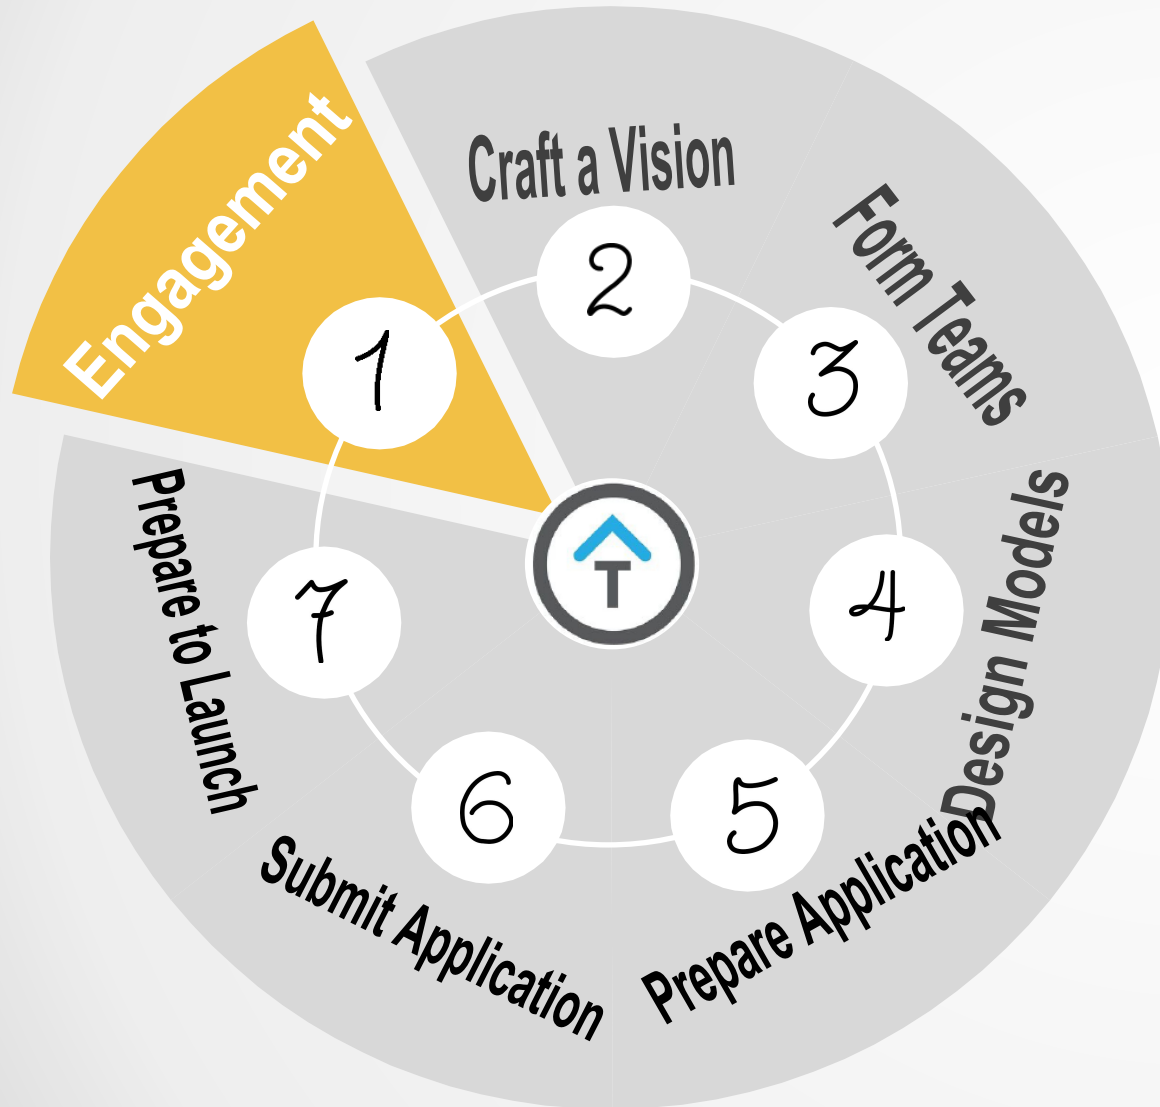 Engagement
1
Craft a Vision
2
Form Teams
3
Design Models
4
Prepare Application
5
Submit Application
6
Prepare to Launch
7
T